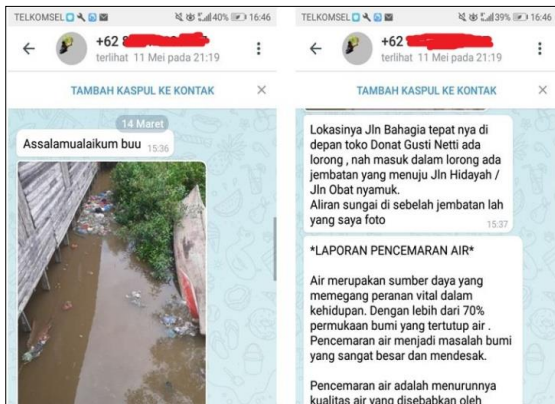 TELKOMSEL 40% 16:46
+62 8
terlihat 11 Mei pada 21:19
TAMBAH KASPUL KE KONTAK ×
14 Maret
Assalamualaikum buu 15:36
TELKOMSEL 39% 16:46
+62
terlihat 11 Mei pada 21:19
TAMBAH KASPUL KE KONTAK ×
Lokasinya Jln Bahagia tepat nya di
depan toko Donat Gusti Netti ada
lorong , nah masuk dalam lorong ada
jembatan yang menuju Jln Hidayah /
Jln Obat nyamuk.
Aliran sungai di sebelah jembatan lah
yang saya foto
15:37
*LAPORAN PENCEMARAN AIR*
Air merupakan sumber daya yang
memegang peranan vital dalam
kehidupan. Dengan lebih dari 70%
permukaan bumi yang tertutup air .
Pencemaran air menjadi masalah bumi
yang sangat besar dan mendesak.
Pencemaran air adalah menurunnya
kualitas air yang disebabkan oleh